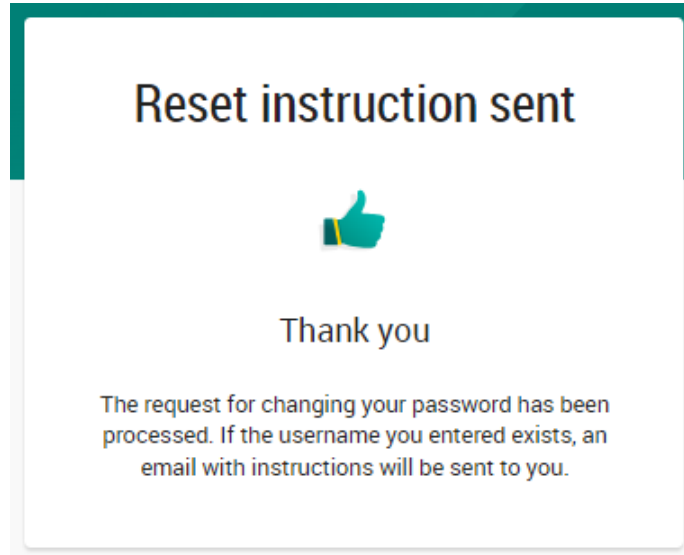 Reset instruction sent
Thank you
The request for changing your password has been
processed. If the username you entered exists, an
email with instructions will be sent to you.